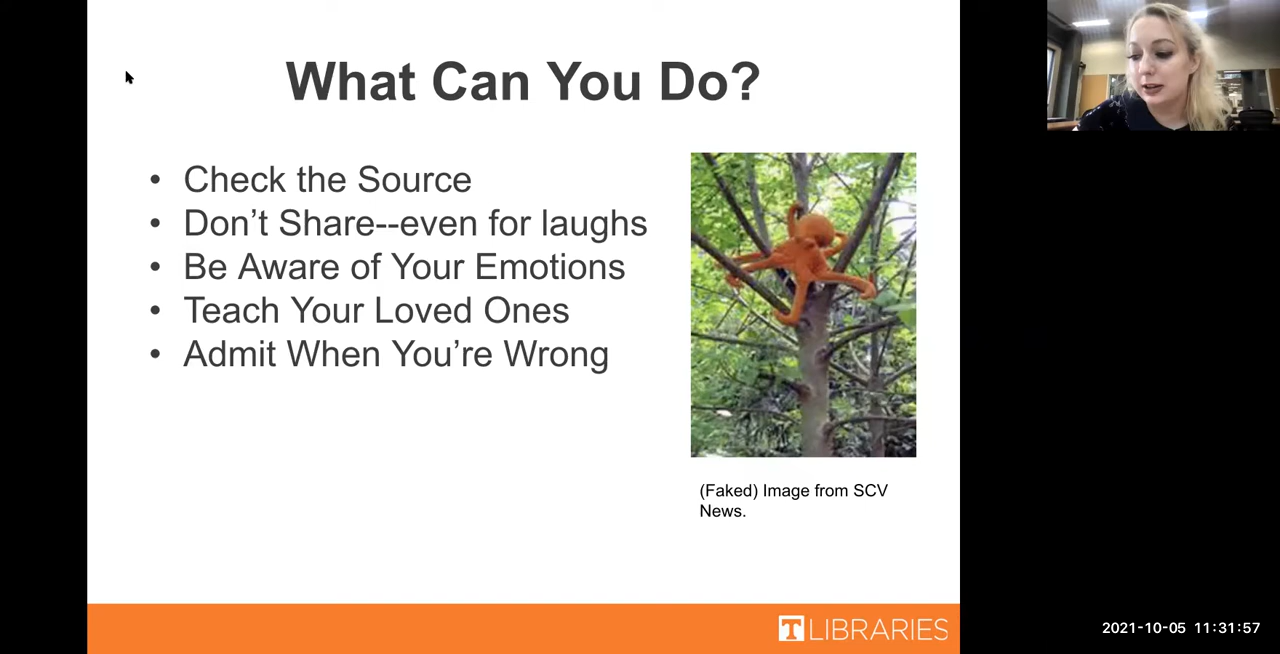 What Can You Do?
• Check the Source
• Don’t Share--even for laughs
• Be Aware of Your Emotions
• Teach Your Loved Ones
• Admit When You’re Wrong
(Faked) Image from SCV
News.
T LIBRARIES
2021-10-05 11:31:57